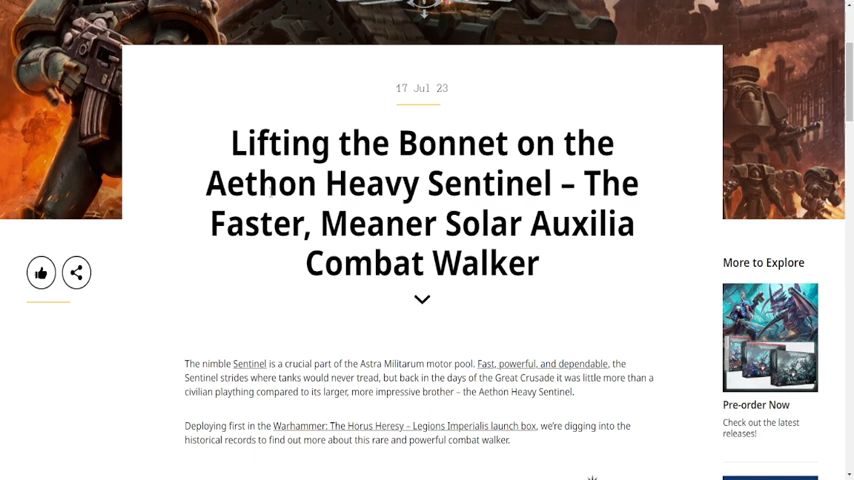 17 Jul 23
Lifting the Bonnet on the
Aethon Heavy Sentinel – The
Faster, Meaner Solar Auxilia
Combat Walker
The nimble Sentinel is a crucial part of the Astra Militarum motor pool. Fast, powerful, and dependable, the
Sentinel strides where tanks would never tread, but back in the days of the Great Crusade it was little more than a
civilian plaything compared to its larger, more impressive brother – the Aethon Heavy Sentinel.
Deploying first in the Warhammer: The Horus Heresy – Legions Imperialis launch box, we’re digging into the
historical records to find out more about this rare and powerful combat walker.
More to Explore
Pre-order Now
Check out the latest
releases!